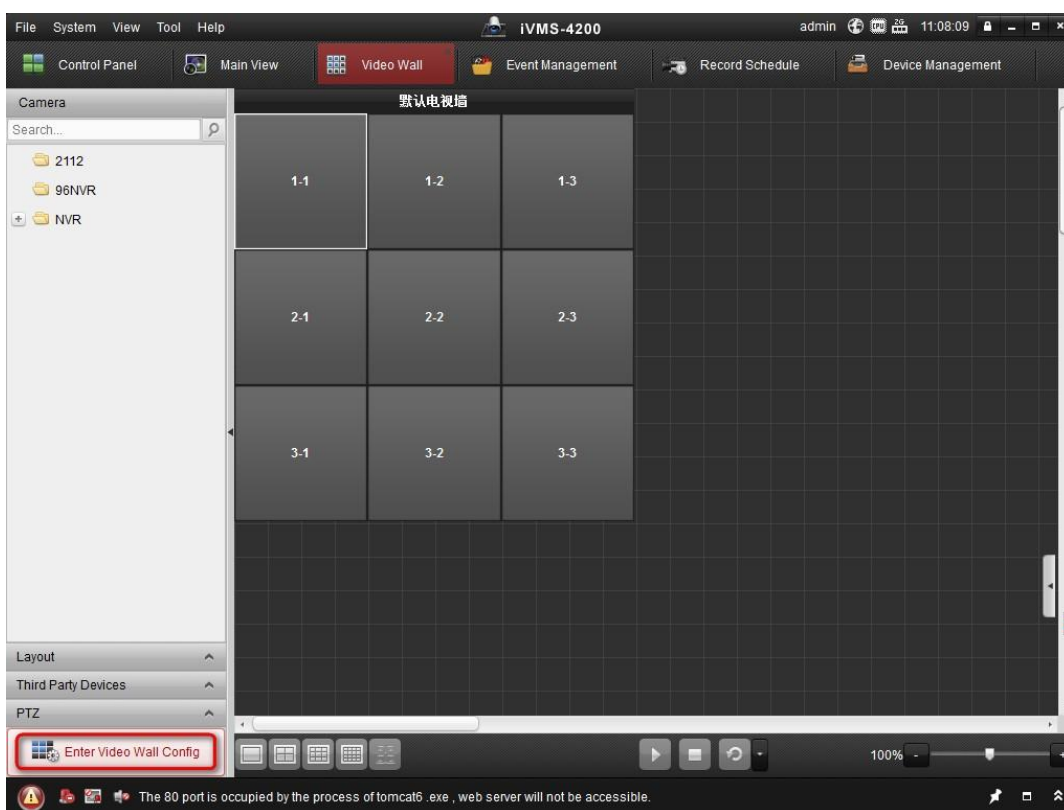 File System View Tool Help iVMS-4200 admin CPU 2G 11:08:09
Control Panel Main View Video Wall Event Management Record Schedule Device Management
Camera
默认电视墙
Search...
2112
96NVR
NVR
1-1 1-2 1-3
2-1 2-2 2-3
3-1 3-2 3-3
Layout
Third Party Devices
PTZ
Enter Video Wall Config
100%
The 80 port is occupied by the process of tomcat6 .exe , web server will not be accessible.